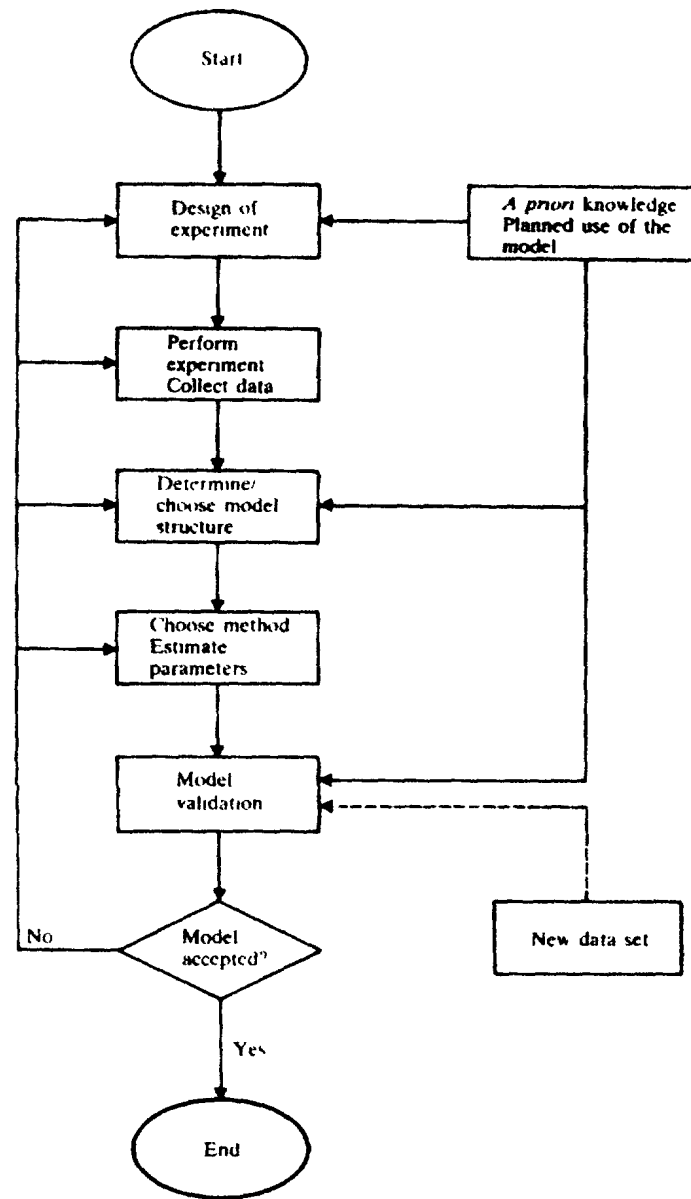 Start
Design of
experiment
A priori knowledge
Planned use of the
model
Perform
experiment
Collect data
Determine/
choose model
structure
Choose method
Estimate
parameters
Model
validation
New data set
No
Model
accepted?
Yes
End